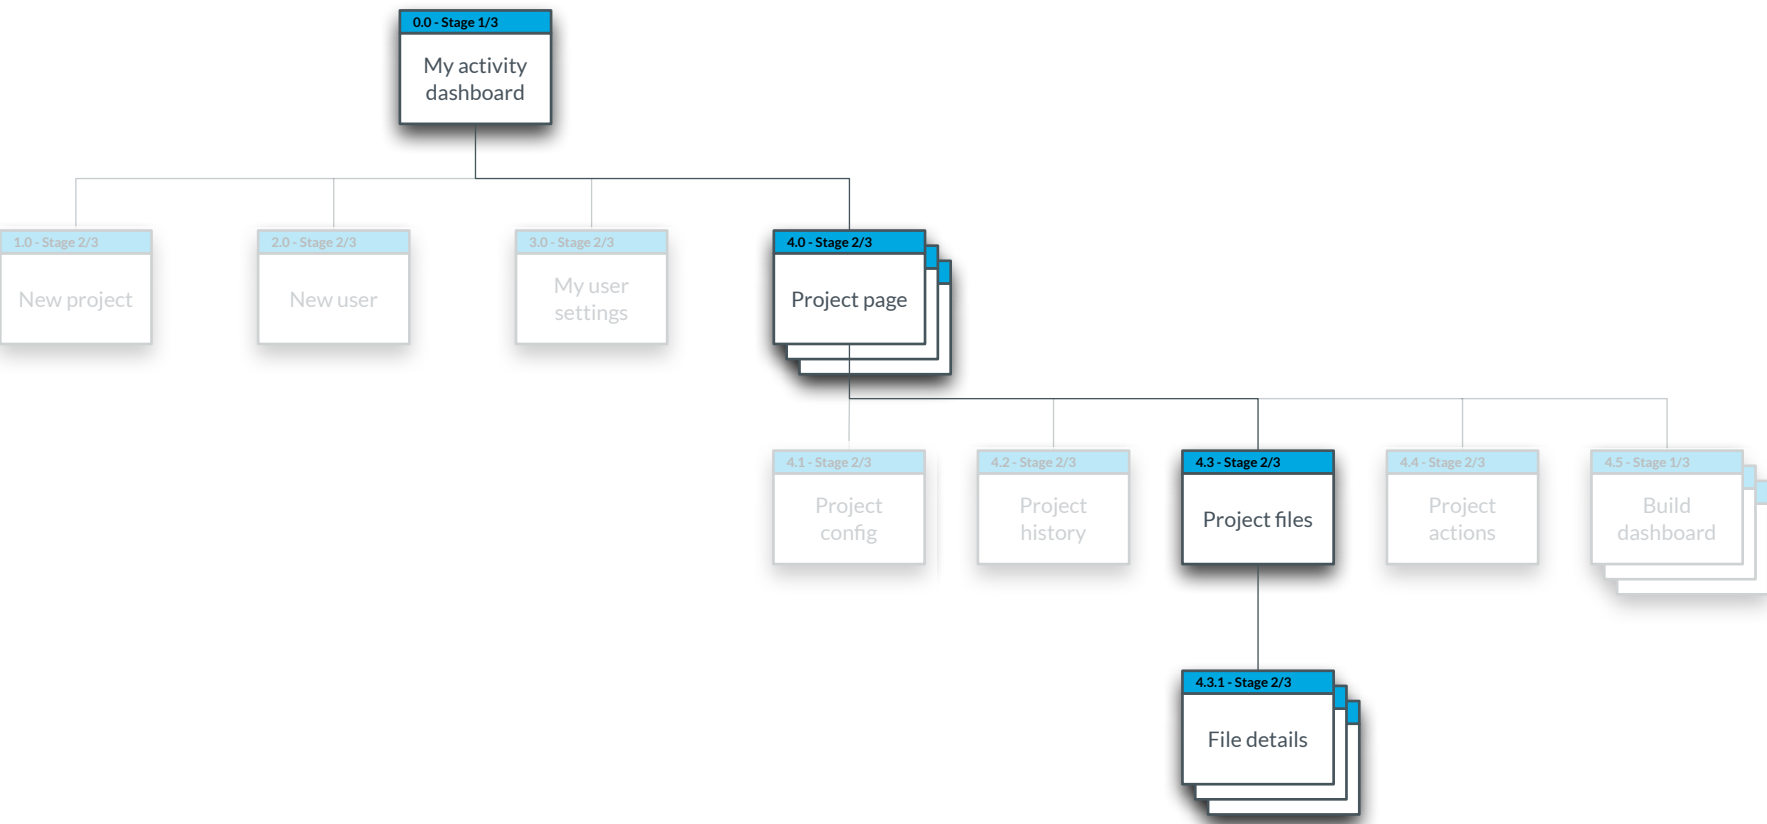 0.0 - Stage 1/3
My activity
dashboard
1.0 - Stage 2/3
New project
2.0 - Stage 2/3
New user
3.0 - Stage 2/3
My user
settings
4.0 - Stage 2/3
Project page
4.1 - Stage 2/3
Project
config
4.2 - Stage 2/3
Project
history
4.3 - Stage 2/3
Project files
4.4 - Stage 2/3
Project
actions
4.5 - Stage 1/3
Build
dashboard
4.3.1 - Stage 2/3
File details